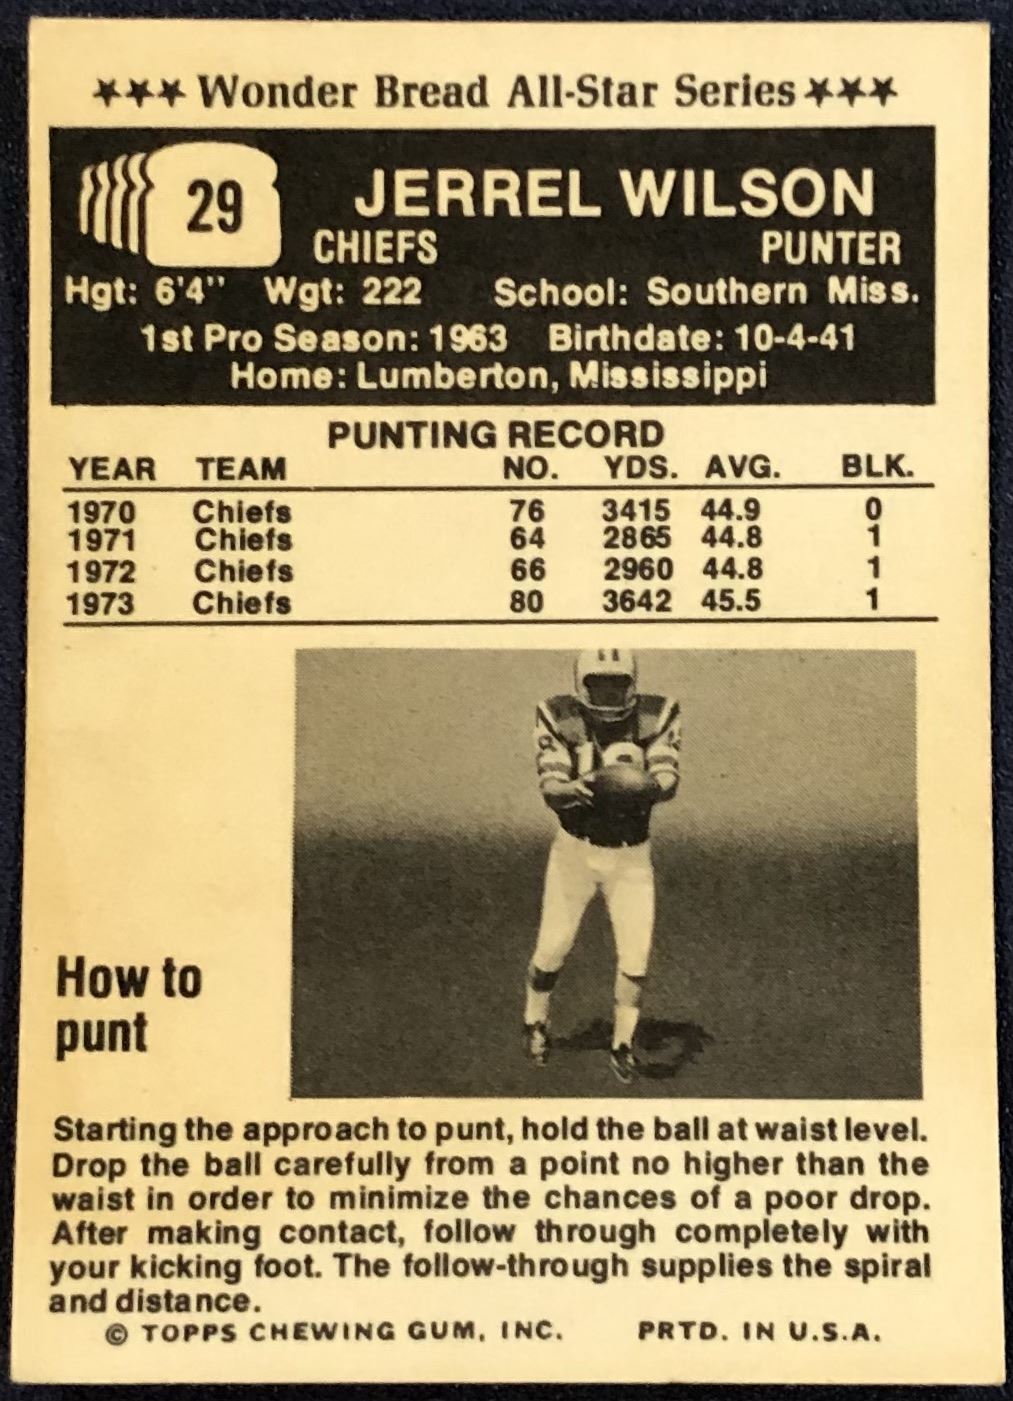 ★★★ Wonder Bread All-Star Series ★★★
29
JERREL WILSON
CHIEFS PUNTER
Hgt: 6'4" Wgt: 222 School: Southern Miss.
1st Pro Season: 1963 Birthdate: 10-4-41
Home: Lumberton, Mississippi
PUNTING RECORD
YEAR TEAM NO. YDS. AVG. BLK.
1970 Chiefs 76 3415 44.9 0
1971 Chiefs 64 2865 44.8 1
1972 Chiefs 66 2960 44.8 1
1973 Chiefs 80 3642 45.5 1
How to
punt
Starting the approach to punt, hold the ball at waist level.
Drop the ball carefully from a point no higher than the
waist in order to minimize the chances of a poor drop.
After making contact, follow through completely with
your kicking foot. The follow-through supplies the spiral
and distance.
© TOPPS CHEWING GUM, INC. PRTD. IN U.S.A.